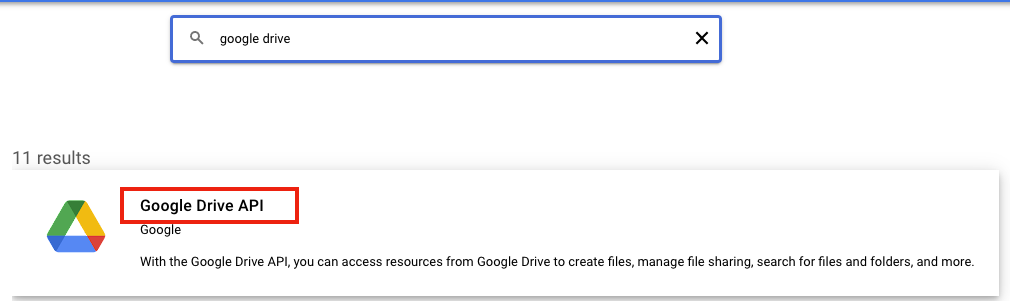 google drive
11 results
Google Drive API
Google
With the Google Drive API, you can access resources from Google Drive to create files, manage file sharing, search for files and folders, and more.